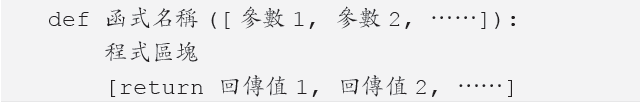 def 函式名稱 ([ 參數 1, 參數 2, ……]):
程式區塊
[return 回傳值 1, 回傳值 2, ……]